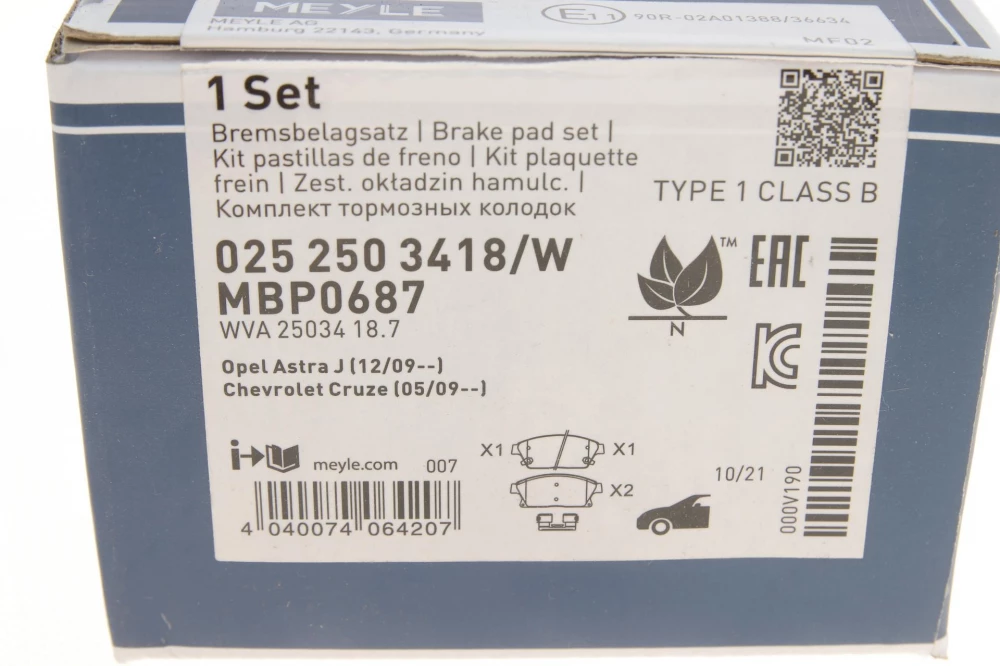 MEYLE
MEYLE AG
Hamburg 22143, Germany
E11 90R-02A01388/36634
MF02
1 Set
Bremsbelagsatz | Brake pad set |
Kit pastillas de freno | Kit plaquette
frein | Zest. okładzin hamulc. |
Комплект тормозных колодок
TYPE 1 CLASS B
025 250 3418/W
MBP0687
WVA 25034 18.7
TM
N
EAC
KC
Opel Astra J (12/09--)
Chevrolet Cruze (05/09--)
i
meyle.com 007
X1 X1
X2
10/21
000V190
4 040074 064207